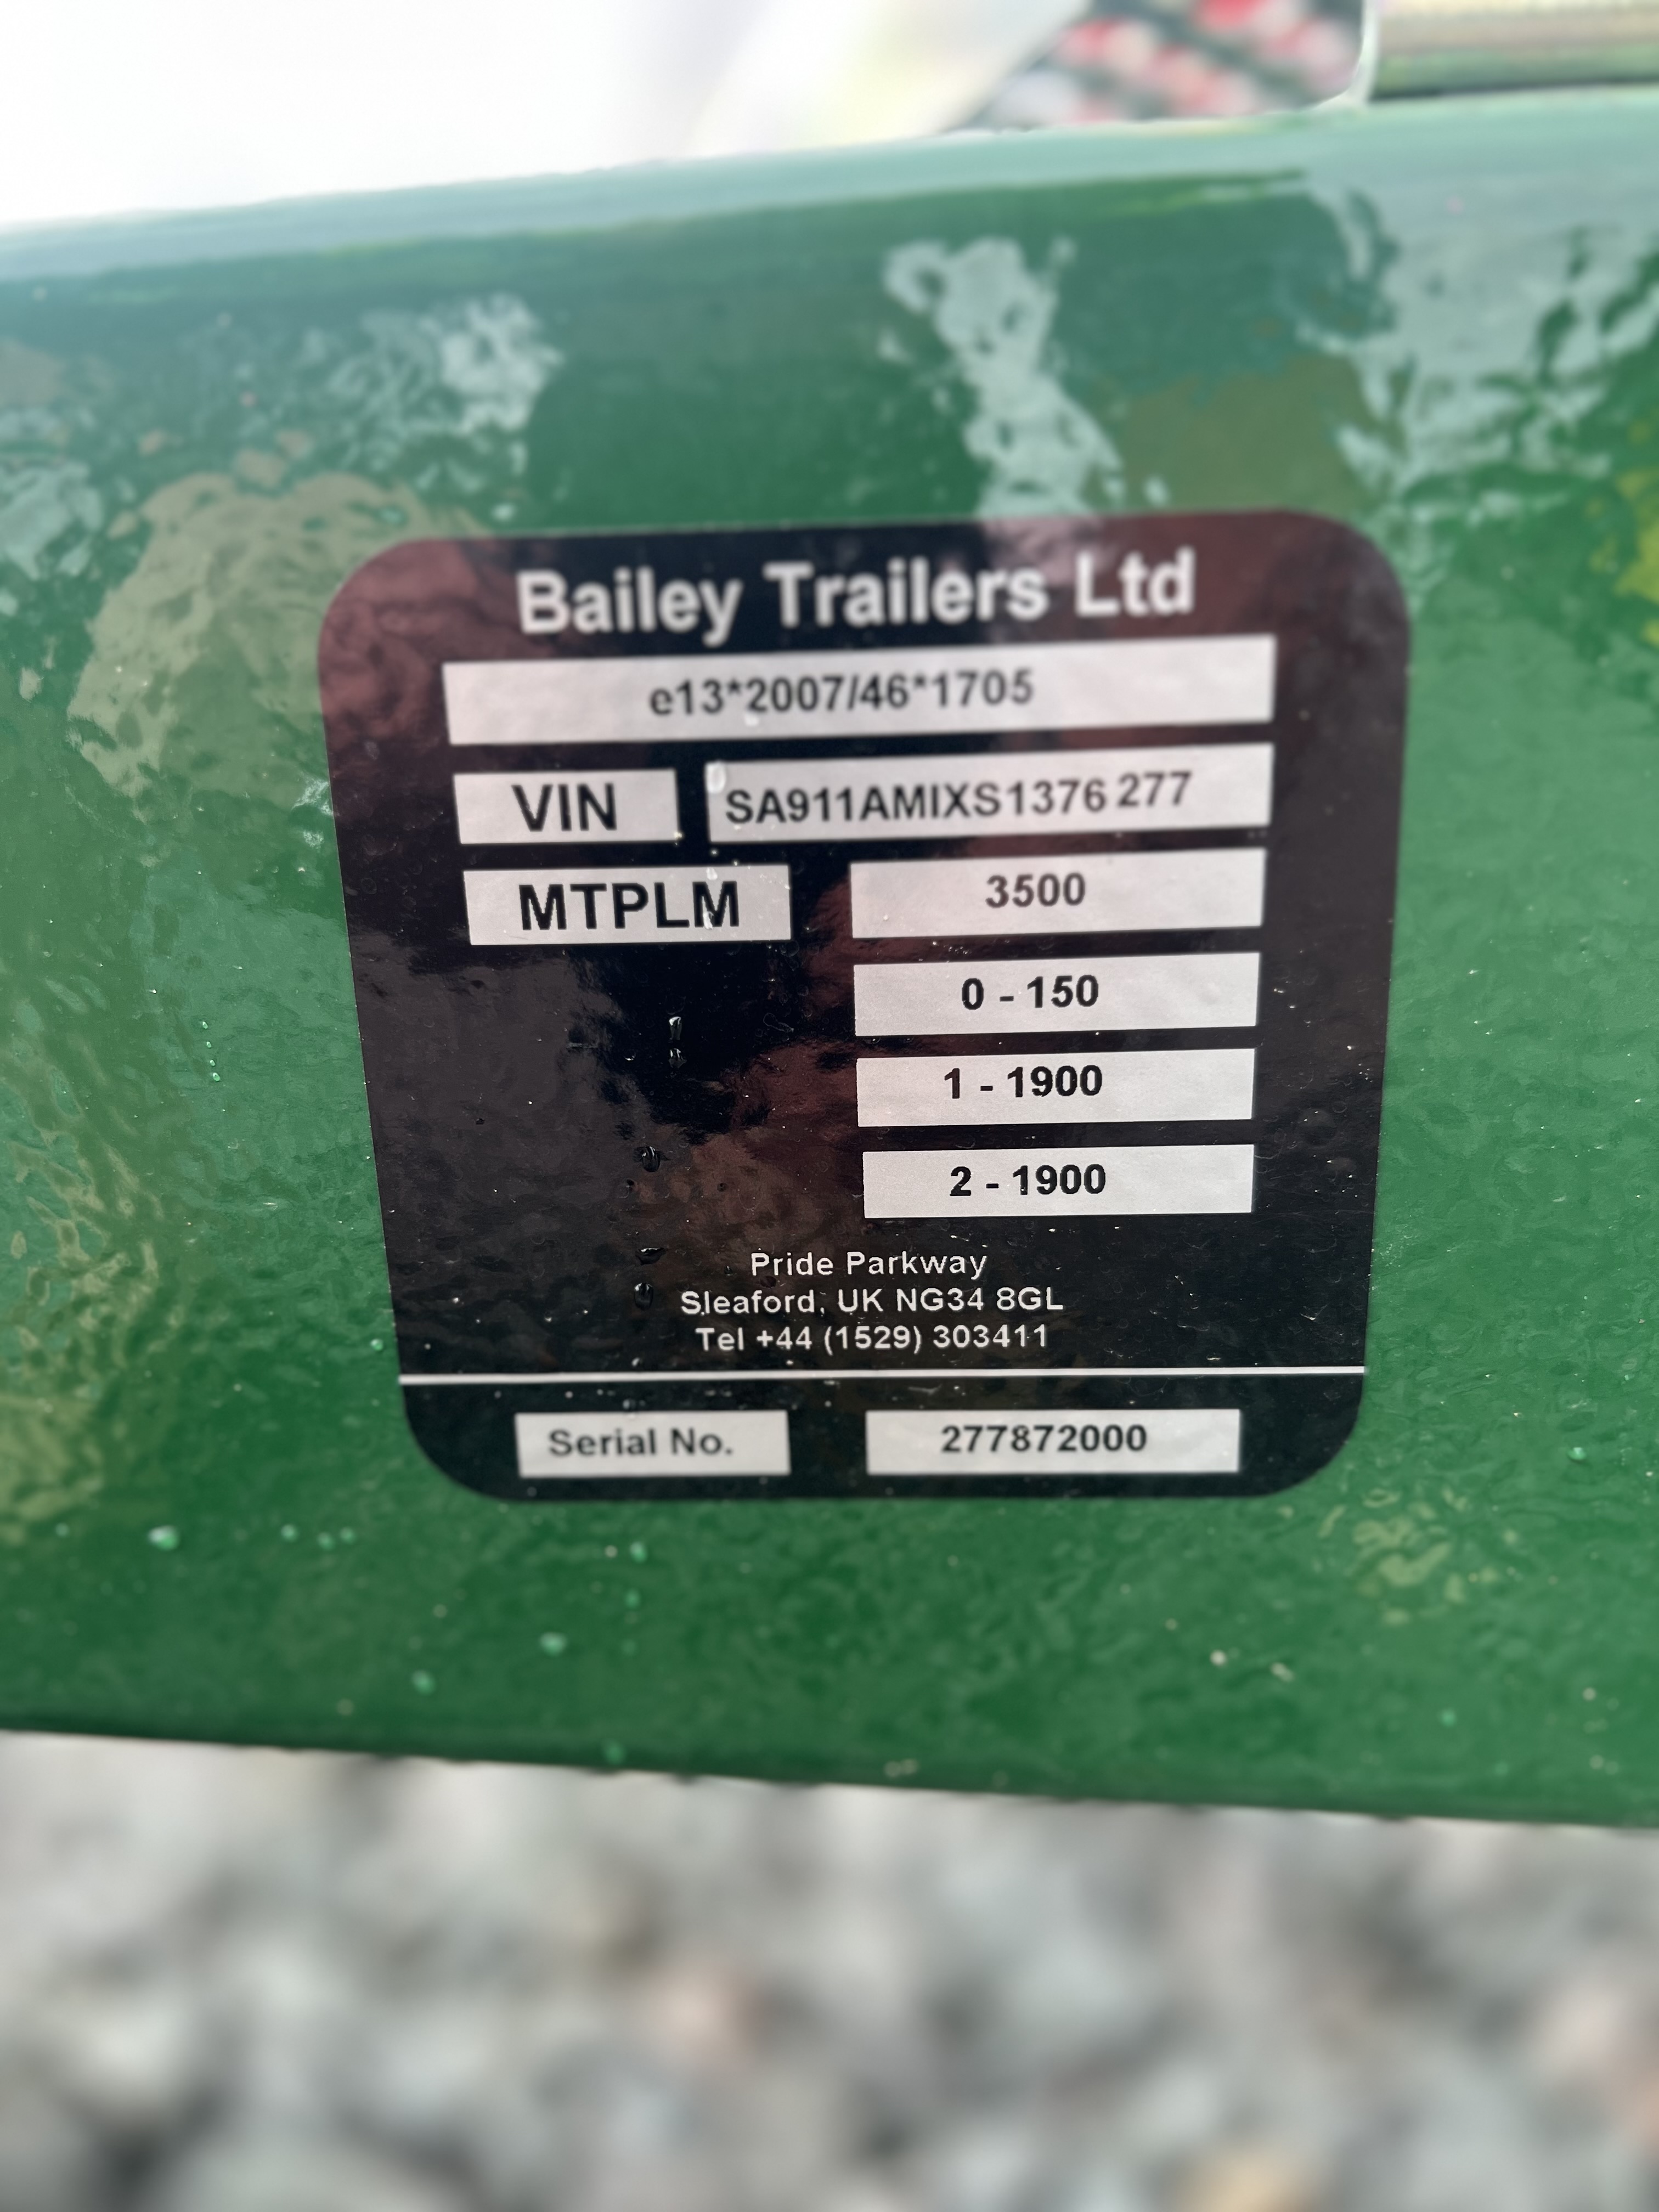 Bailey Trailers Ltd
e13*2007/46*1705
VIN SA911AMIXS1376 277
MTPLM 3500
0 - 150
1 - 1900
2 - 1900
Pride Parkway
Sleaford, UK NG34 8GL
Tel +44 (1529) 303411
Serial No. 277872000